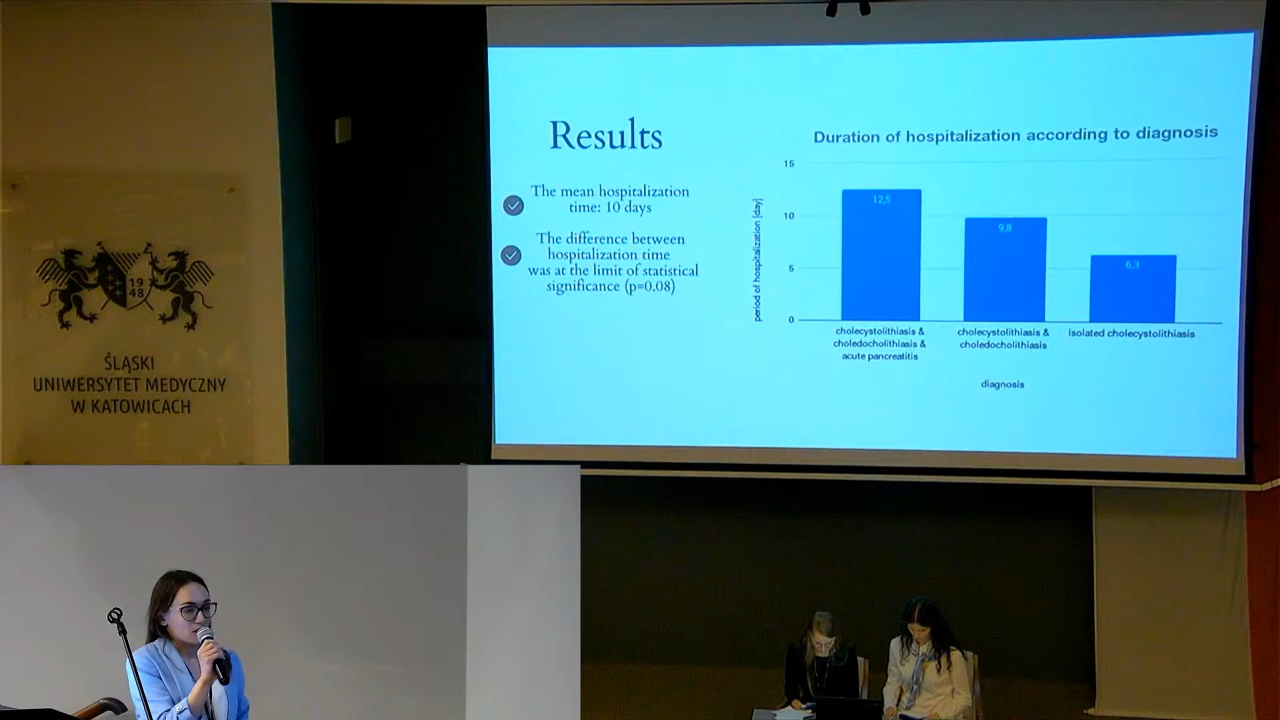 19
48
ŚLĄSKI
UNIWERSYTET MEDYCZNY
W KATOWICACH
Results
The mean hospitalization
time: 10 days
The difference between
hospitalization time
was at the limit of statistical
significance (p=0.08)
Duration of hospitalization according to diagnosis
period of hospitalization [day]
15
10
5
0
12,5
9,8
6,3
cholecystolithiasis &
choledocholithiasis &
acute pancreatitis
cholecystolithiasis &
choledocholithiasis
isolated cholecystolithiasis
diagnosis